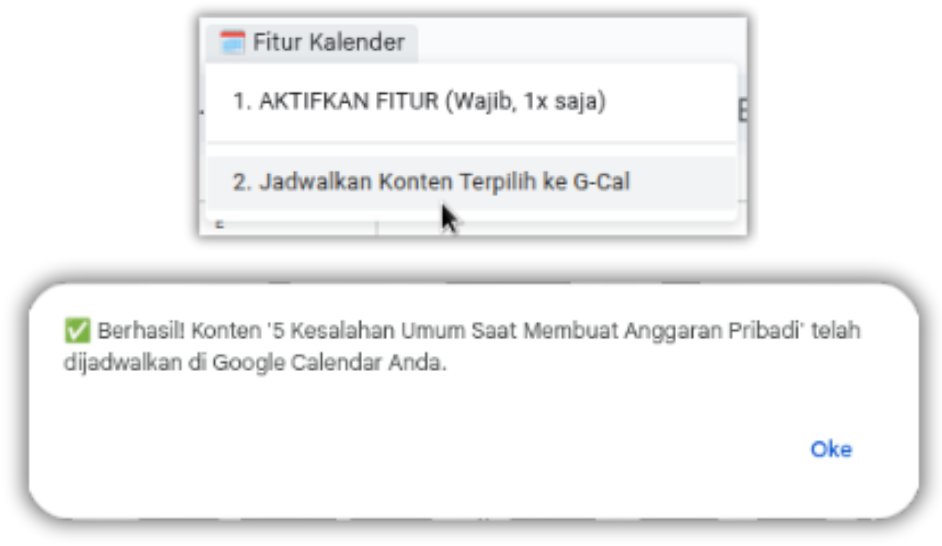 Fitur Kalender
1. AKTIFKAN FITUR (Wajib, 1x saja)
2. Jadwalkan Konten Terpilih ke G-Cal
✅ Berhasil! Konten '5 Kesalahan Umum Saat Membuat Anggaran Pribadi' telah
dijadwalkan di Google Calendar Anda.
Oke